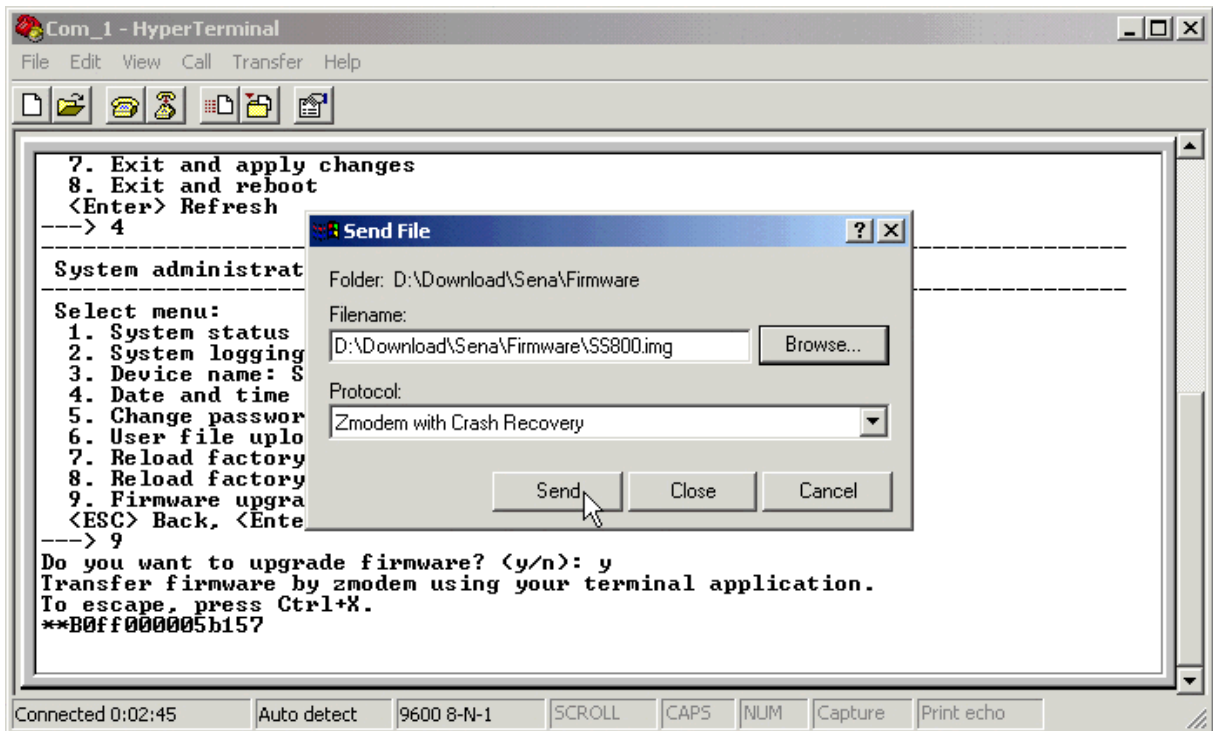 Com_1 - HyperTerminal
File Edit View Call Transfer Help
7. Exit and apply changes
8. Exit and reboot
<Enter> Refresh
---> 4
System administrat
Select menu:
1. System status
2. System logging
3. Device name: S
4. Date and time
5. Change passwor
6. User file uplo
7. Reload factory
8. Reload factory
9. Firmware upgra
<ESC> Back, <Ente
---> 9
Do you want to upgrade firmware? (y/n): y
Transfer firmware by zmodem using your terminal application.
To escape, press Ctrl+X.
**B0ff000005b157
Send File
Folder: D:\Download\Sena\Firmware
Filename:
D:\Download\Sena\Firmware\SS800.img
Browse...
Protocol:
Zmodem with Crash Recovery
Send Close Cancel
Connected 0:02:45 Auto detect 9600 8-N-1 SCROLL CAPS NUM Capture Print echo